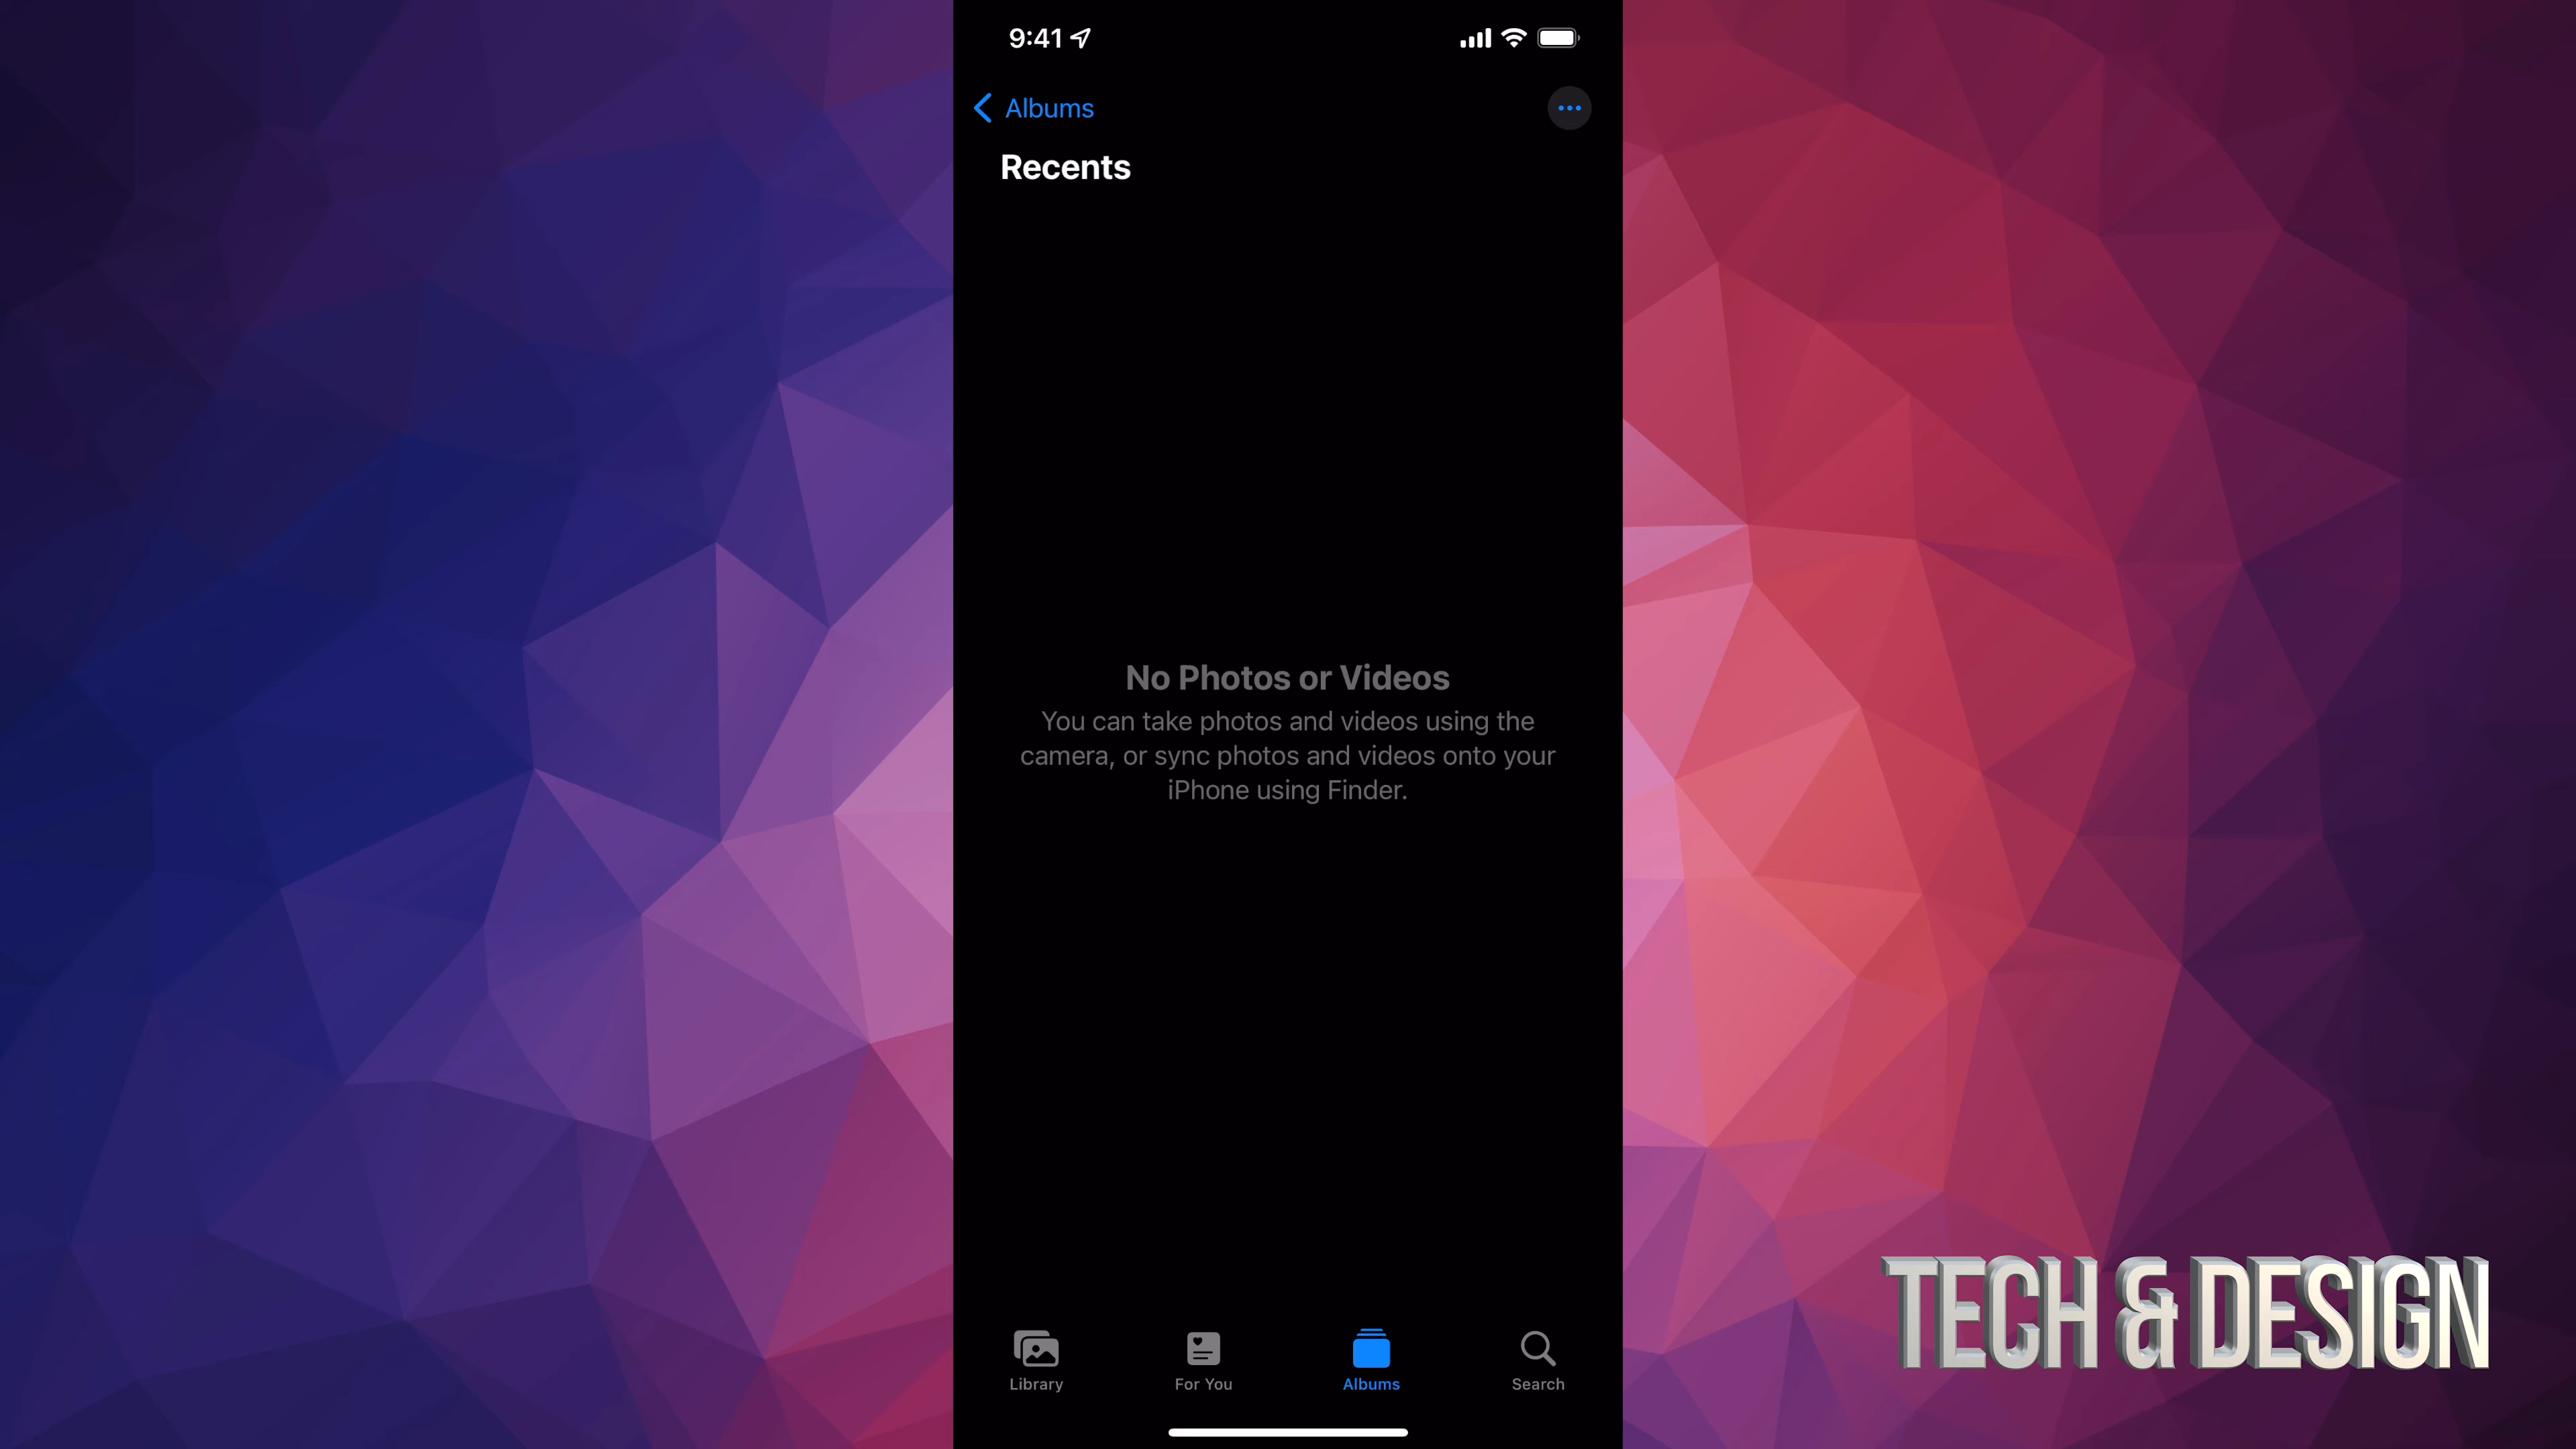 9:41
Albums
Recents
No Photos or Videos
You can take photos and videos using the
camera, or sync photos and videos onto your
iPhone using Finder.
Library
For You
Albums
Search
TECH & DESIGN